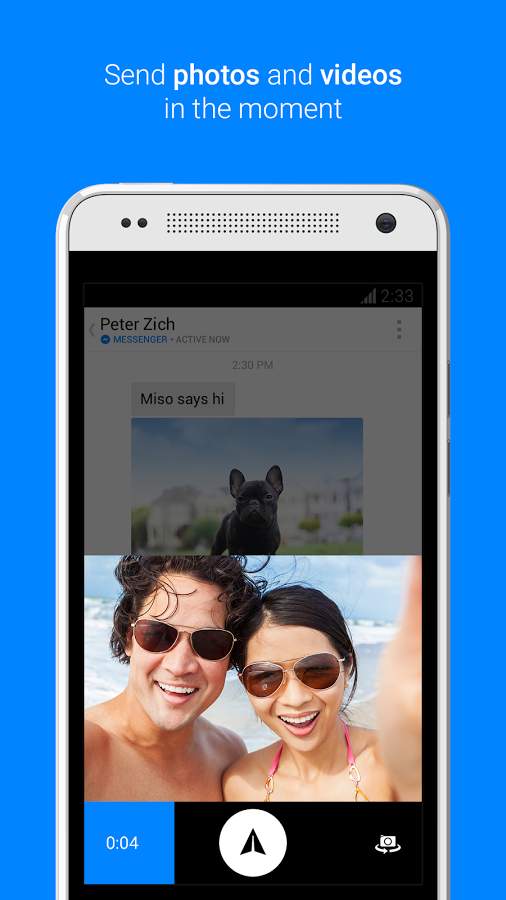 Send photos and videos
in the moment
2:33
Peter Zich
MESSENGER • ACTIVE NOW
2:30 PM
Miso says hi
0:04